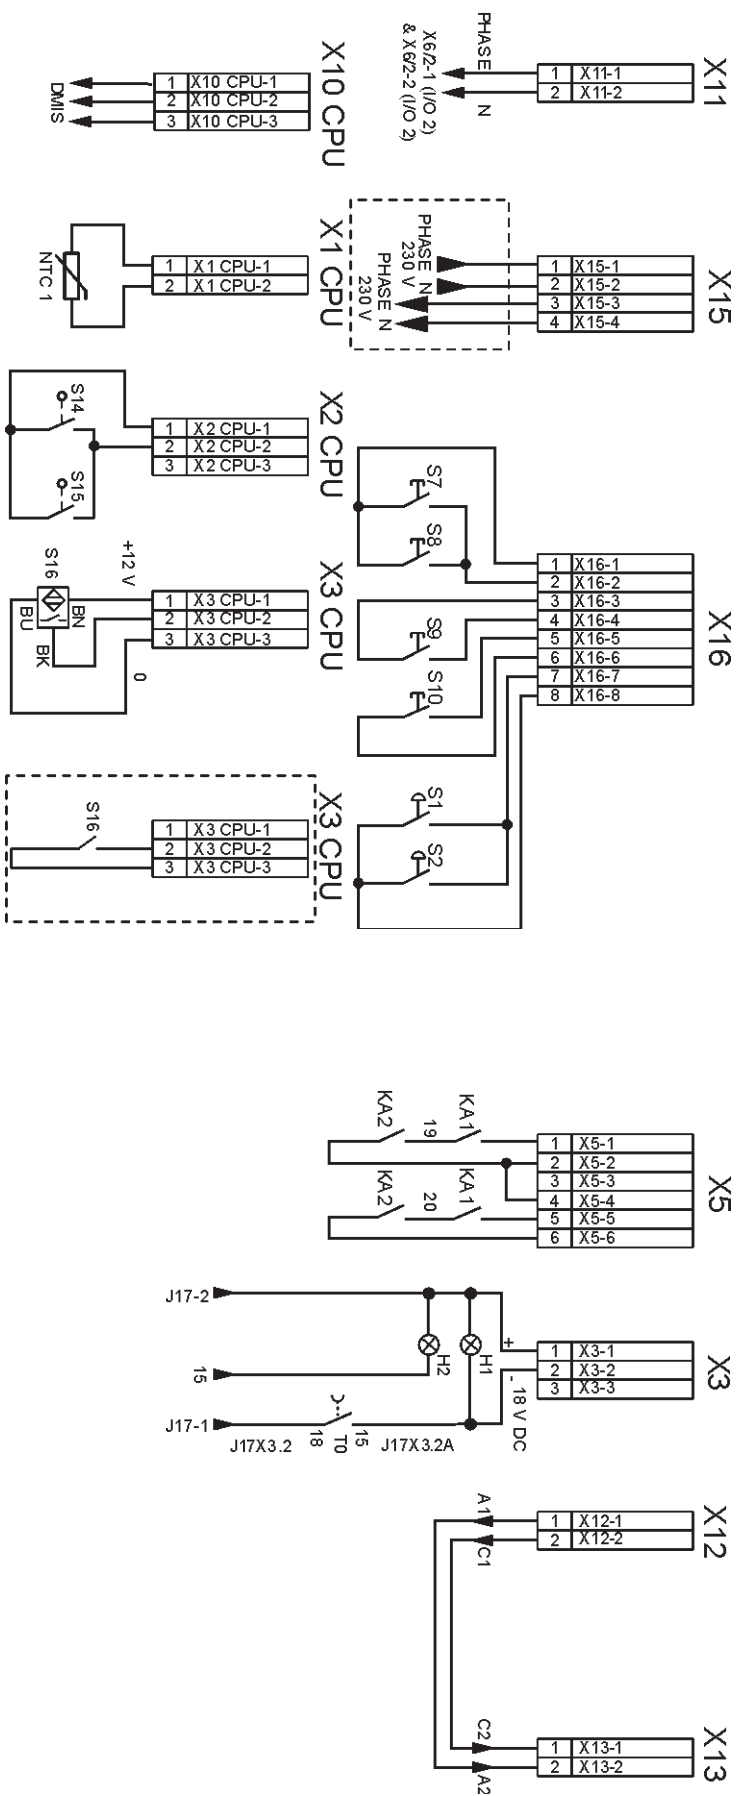 X11
1 X11-1
2 X11-2
PHASE
N
X6/2-1 (I/O 2)
& X6/2-2 (I/O 2)
X10 CPU
1 X10 CPU-1
2 X10 CPU-2
3 X10 CPU-3
DMIS
X15
1 X15-1
2 X15-2
3 X15-3
4 X15-4
PHASE N
230 V
PHASE N
230 V
X1 CPU
1 X1 CPU-1
2 X1 CPU-2
NTC 1
X2 CPU
1 X2 CPU-1
2 X2 CPU-2
3 X2 CPU-3
S14
S15
X16
1 X16-1
2 X16-2
3 X16-3
4 X16-4
5 X16-5
6 X16-6
7 X16-7
8 X16-8
S7
S8
S9
S10
S1
S2
X3 CPU
1 X3 CPU-1
2 X3 CPU-2
3 X3 CPU-3
+12 V
S16
BN
BU
BK
0
X3 CPU
1 X3 CPU-1
2 X3 CPU-2
3 X3 CPU-3
S16
X5
1 X5-1
2 X5-2
3 X5-3
4 X5-4
5 X5-5
6 X5-6
KA2
19
KA1
KA2
20
KA1
X3
1 X3-1
2 X3-2
3 X3-3
+
- 18 V DC
J17-2
H2
H1
15
J17-1
J17X3.2
18
T0
15
J17X3.2A
X12
1 X12-1
2 X12-2
A1
C1
X13
1 X13-1
2 X13-2
C2
A2